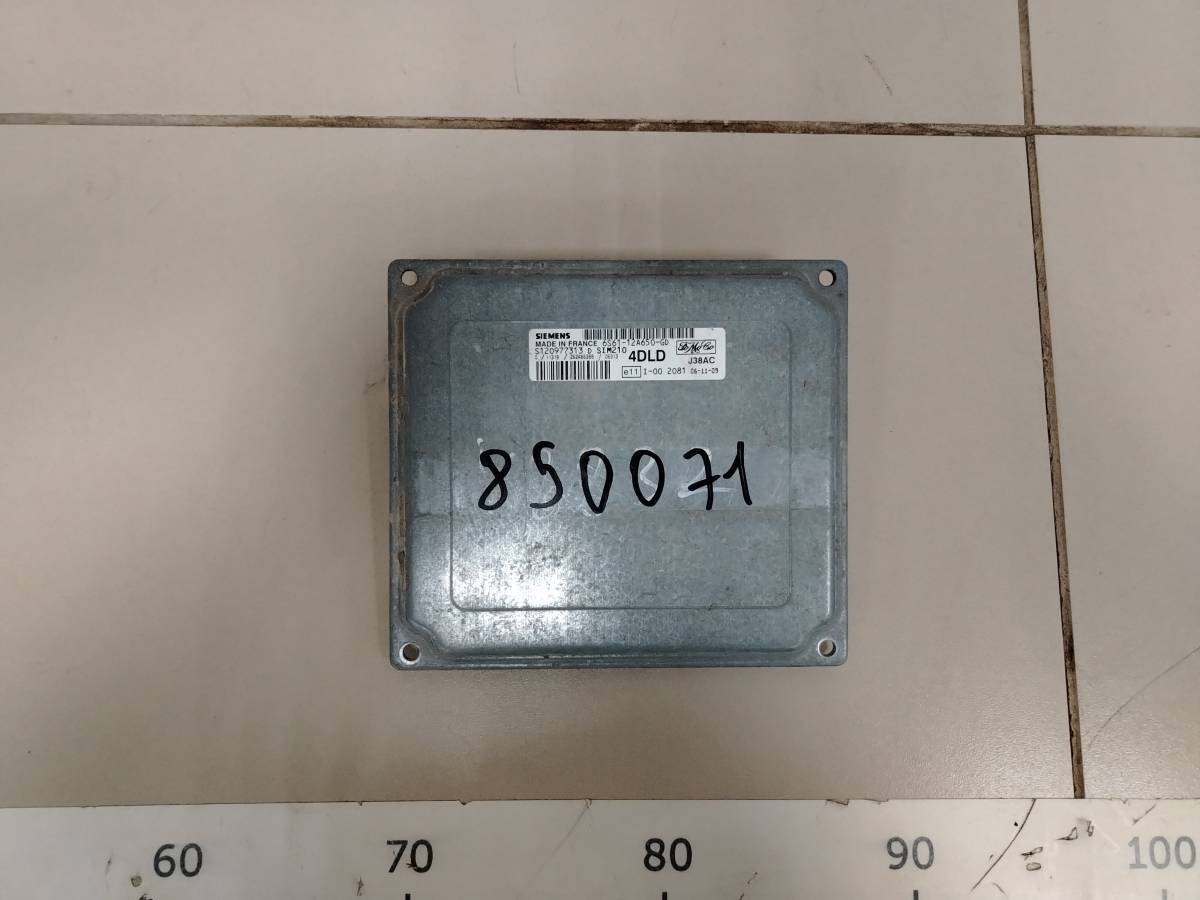 SIEMENS
MADE IN FRANCE 6S61-12A650-GD
S120977313 D SIM210
4DLD
J38AC
e11 I-00 2081 06-11-09
850071
60 70 80 90 100